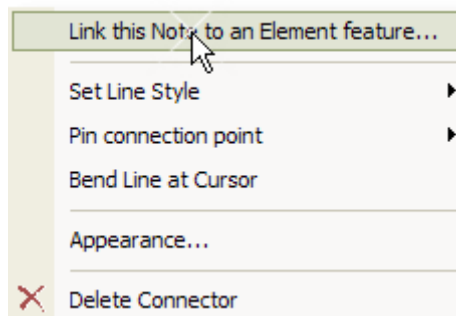 Link this Note to an Element feature...
Set Line Style
Pin connection point
Bend Line at Cursor
Appearance...
Delete Connector